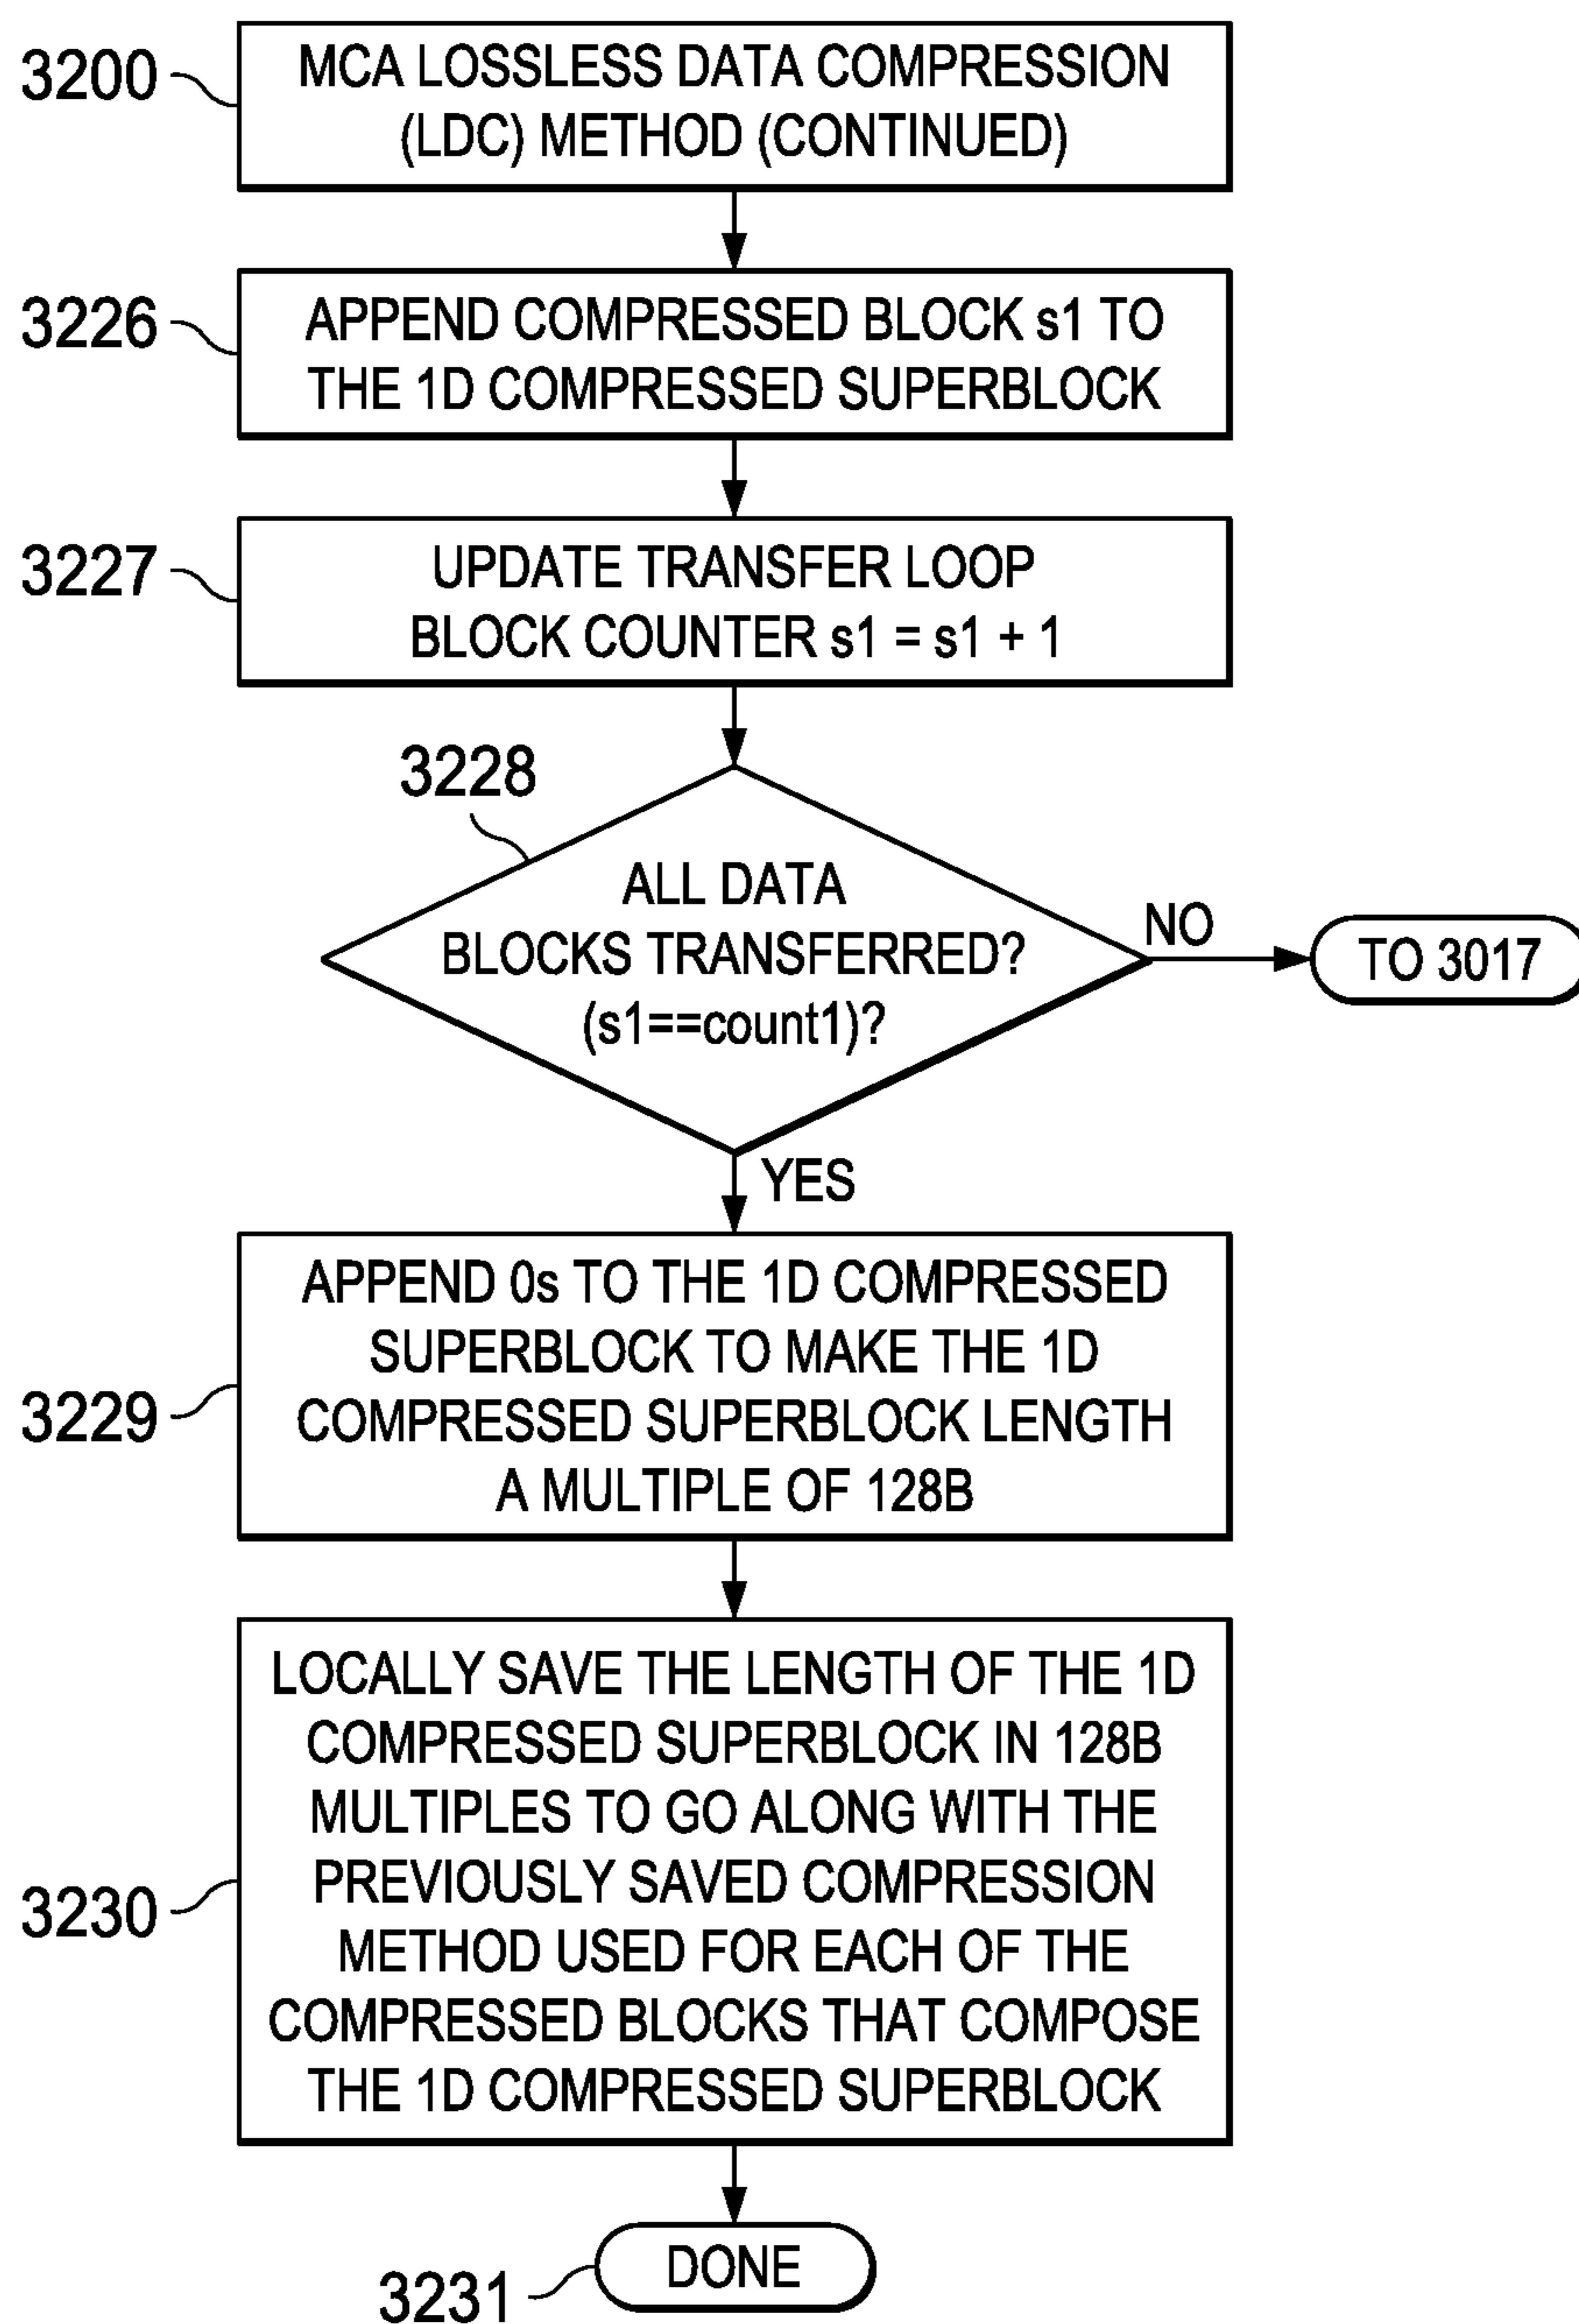 3200
MCA LOSSLESS DATA COMPRESSION
(LDC) METHOD (CONTINUED)
3226
APPEND COMPRESSED BLOCK s1 TO
THE 1D COMPRESSED SUPERBLOCK
3227
UPDATE TRANSFER LOOP
BLOCK COUNTER s1 = s1 + 1
3228
ALL DATA
BLOCKS TRANSFERRED?
(s1==count1)?
NO
TO 3017
YES
3229
APPEND 0s TO THE 1D COMPRESSED
SUPERBLOCK TO MAKE THE 1D
COMPRESSED SUPERBLOCK LENGTH
A MULTIPLE OF 128B
3230
LOCALLY SAVE THE LENGTH OF THE 1D
COMPRESSED SUPERBLOCK IN 128B
MULTIPLES TO GO ALONG WITH THE
PREVIOUSLY SAVED COMPRESSION
METHOD USED FOR EACH OF THE
COMPRESSED BLOCKS THAT COMPOSE
THE 1D COMPRESSED SUPERBLOCK
3231
DONE